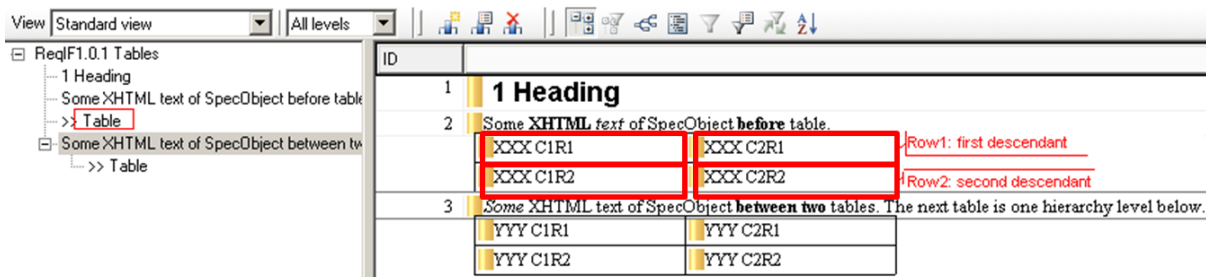 View Standard view All levels
ReqIF1.0.1 Tables
1 Heading
Some XHTML text of SpecObject before table
>> Table
Some XHTML text of SpecObject between tw
>> Table
ID
1 1 Heading
2 Some XHTML text of SpecObject before table.
XXX C1R1 XXX C2R1 Row1: first descendant
XXX C1R2 XXX C2R2 Row2: second descendant
3 Some XHTML text of SpecObject between two tables. The next table is one hierarchy level below.
YYY C1R1 YYY C2R1
YYY C1R2 YYY C2R2